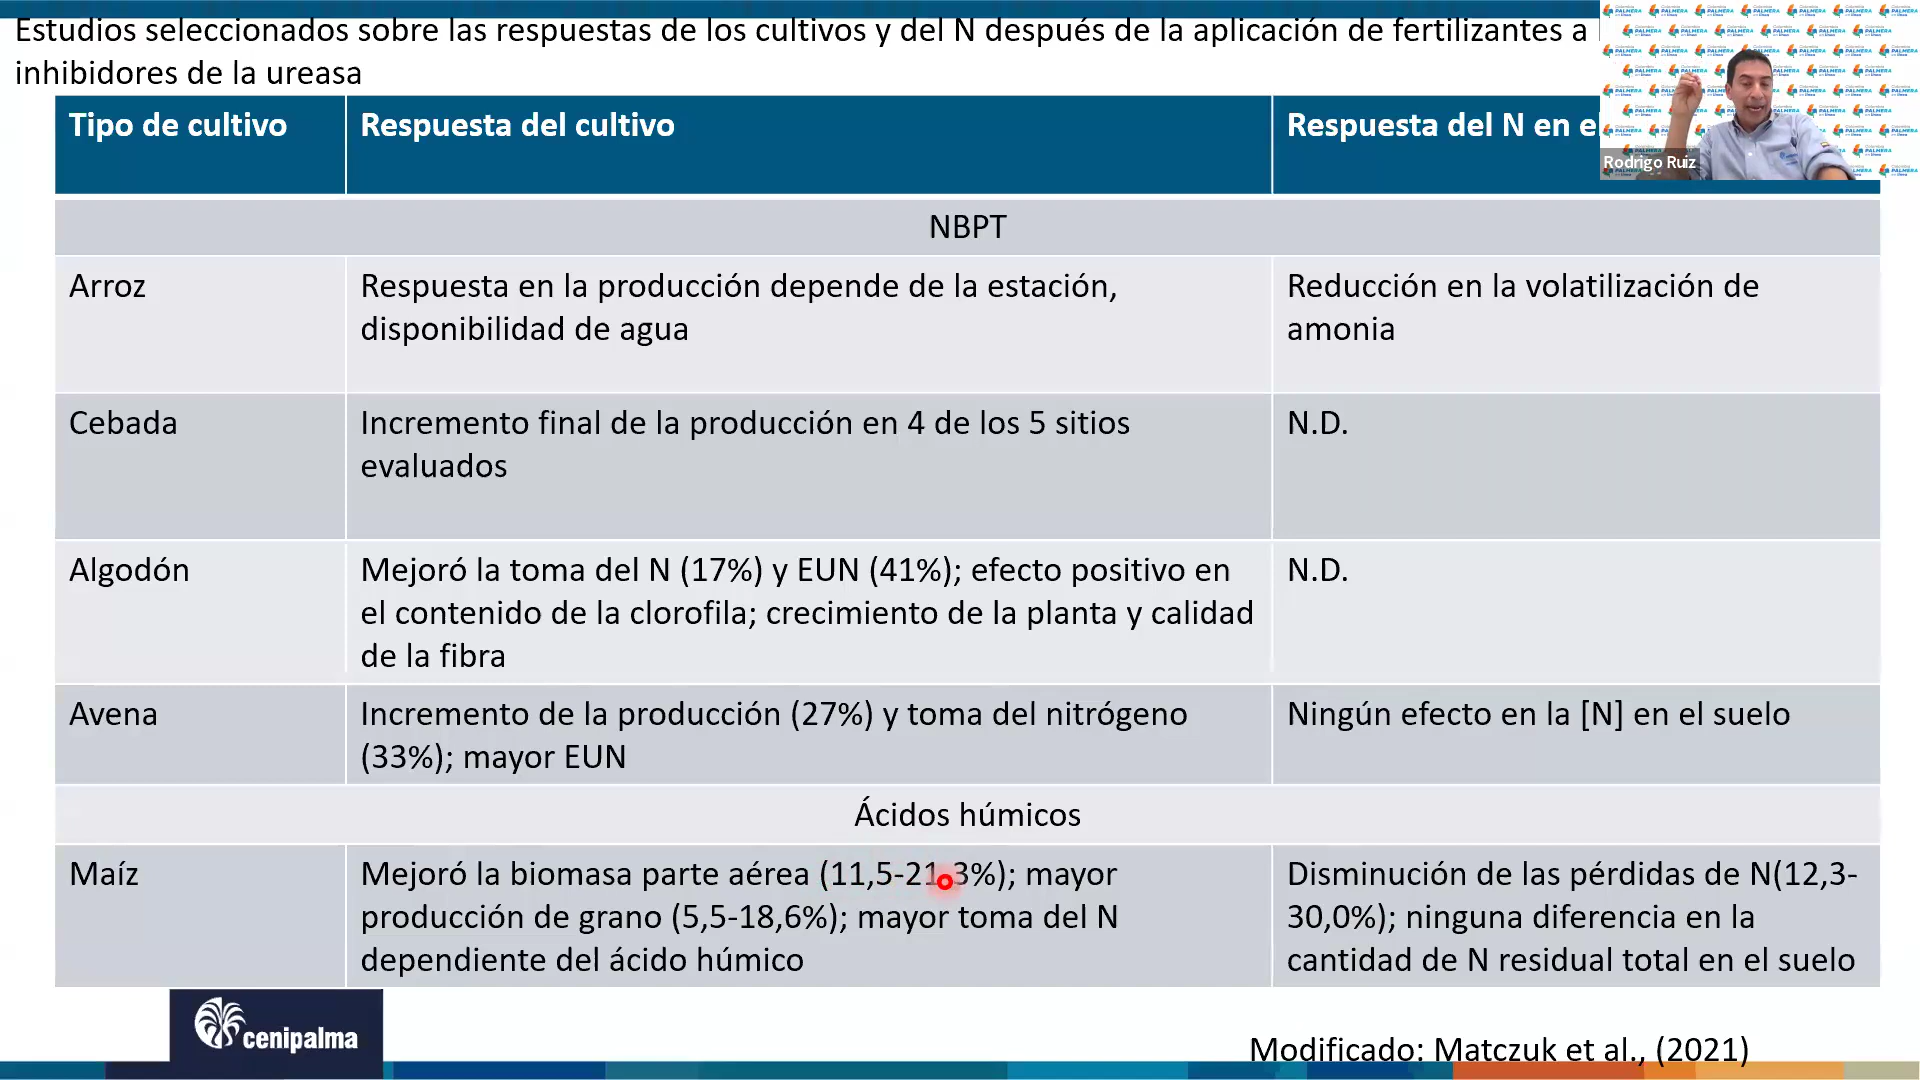 Estudios seleccionados sobre las respuestas de los cultivos y del N después de la aplicación de fertilizantes a
inhibidores de la ureasa
Tipo de cultivo
Respuesta del cultivo
Respuesta del N en el
Rodrigo Ruiz
NBPT
Arroz
Respuesta en la producción depende de la estación,
disponibilidad de agua
Reducción en la volatilización de
amonia
Cebada
Incremento final de la producción en 4 de los 5 sitios
evaluados
N.D.
Algodón
Mejoró la toma del N (17%) y EUN (41%); efecto positivo en
el contenido de la clorofila; crecimiento de la planta y calidad
de la fibra
N.D.
Avena
Incremento de la producción (27%) y toma del nitrógeno
(33%); mayor EUN
Ningún efecto en la [N] en el suelo
Ácidos húmicos
Maíz
Mejoró la biomasa parte aérea (11,5-21,3%); mayor
producción de grano (5,5-18,6%); mayor toma del N
dependiente del ácido húmico
Disminución de las pérdidas de N(12,3-
30,0%); ninguna diferencia en la
cantidad de N residual total en el suelo
cenipalma
Modificado: Matczuk et al., (2021)